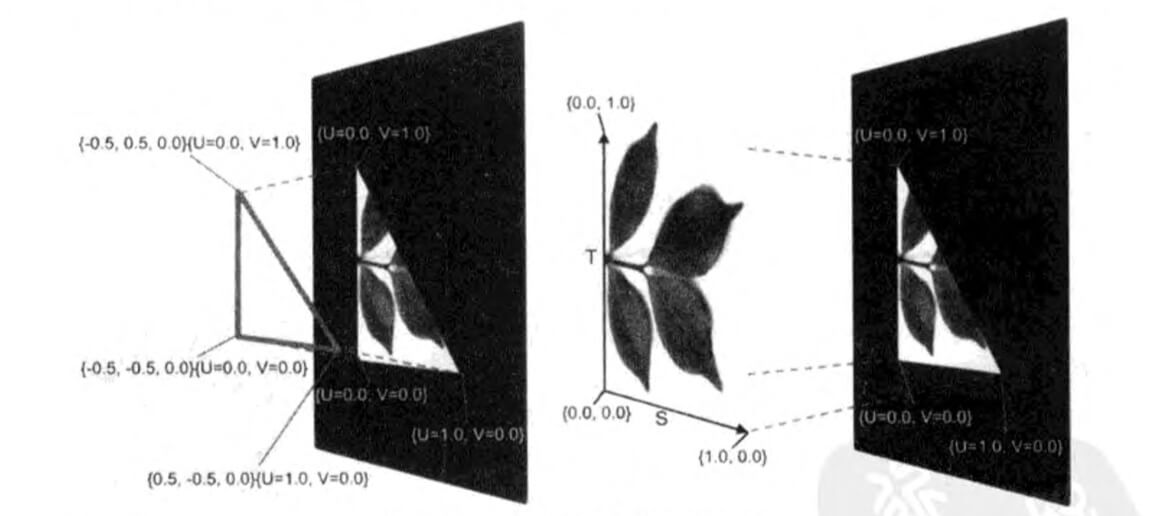 {-0.5, 0.5, 0.0}{U=0.0, V=1.0}
{U=0.0, V=1.0}
{-0.5, -0.5, 0.0}{U=0.0, V=0.0}
{U=0.0, V=0.0}
{U=1.0, V=0.0}
{0.5, -0.5, 0.0}{U=1.0, V=0.0}
{0.0, 1.0}
T
{0.0, 0.0}
S
{1.0, 0.0}
{U=0.0, V=1.0}
{U=0.0, V=0.0}
{U=1.0, V=0.0}